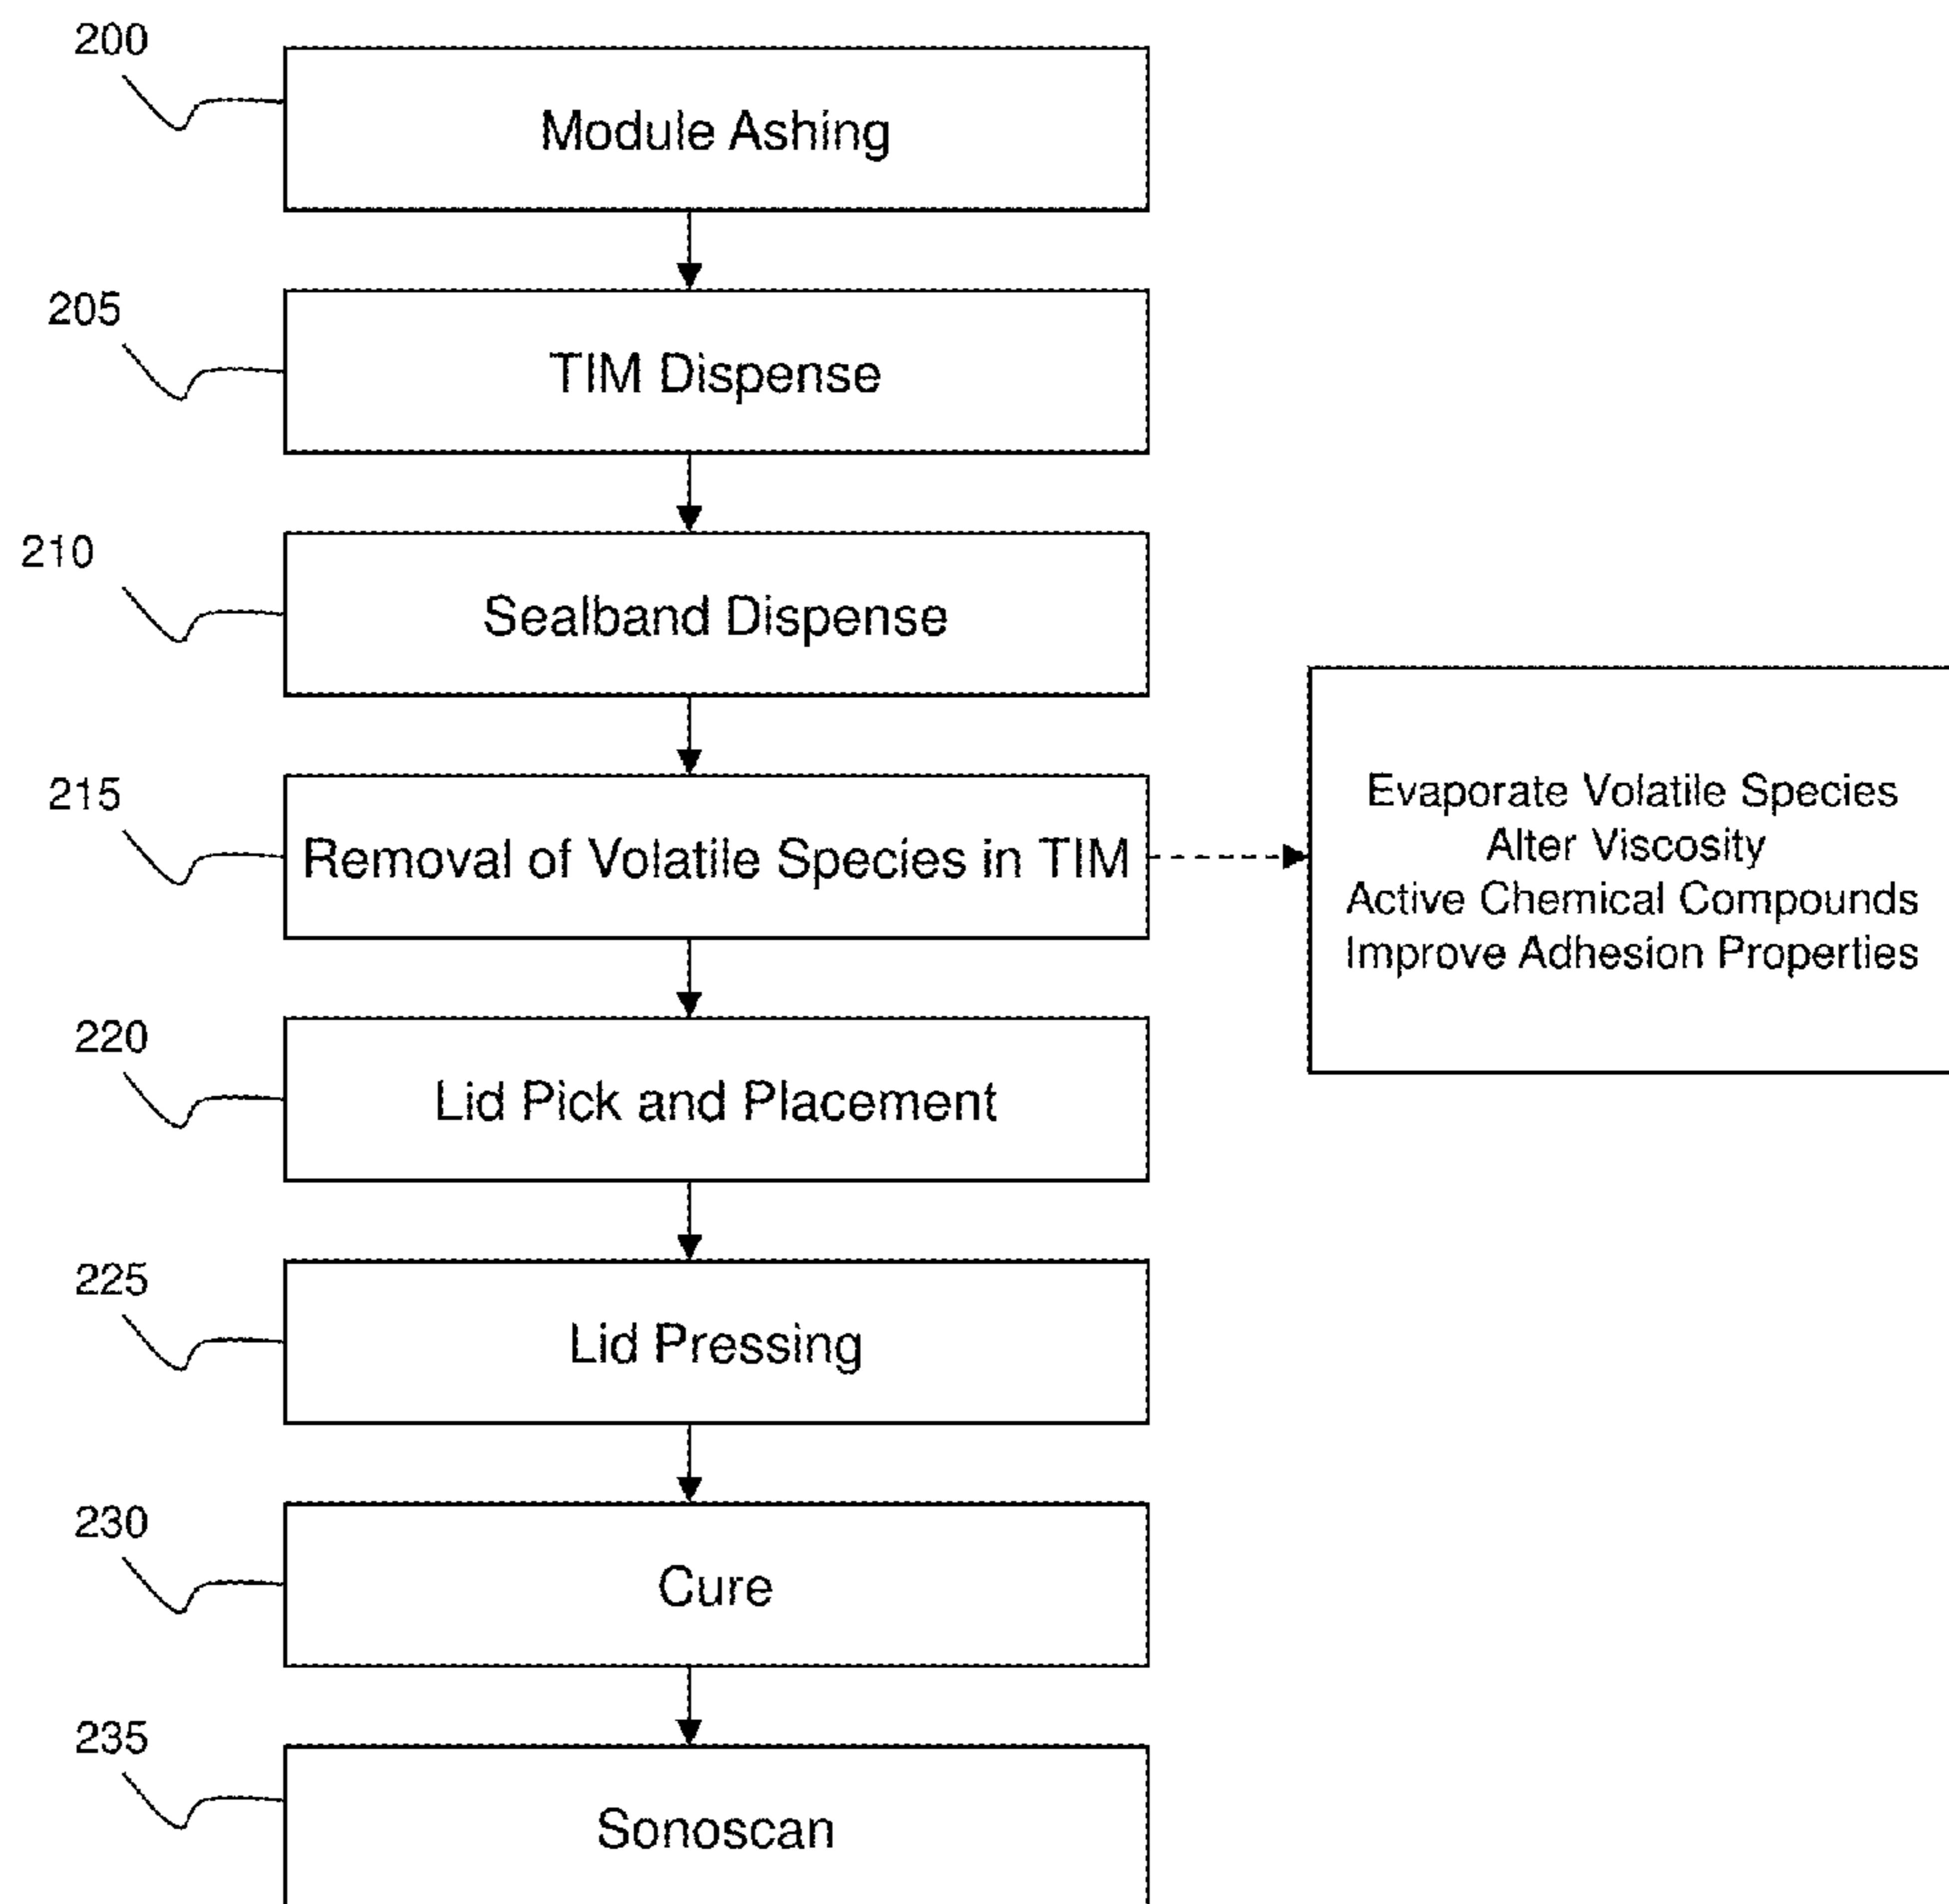 200
Module Ashing
205
TIM Dispense
210
Sealband Dispense
215
Removal of Volatile Species in TIM
Evaporate Volatile Species
Alter Viscosity
Active Chemical Compounds
Improve Adhesion Properties
220
Lid Pick and Placement
225
Lid Pressing
230
Cure
235
Sonoscan